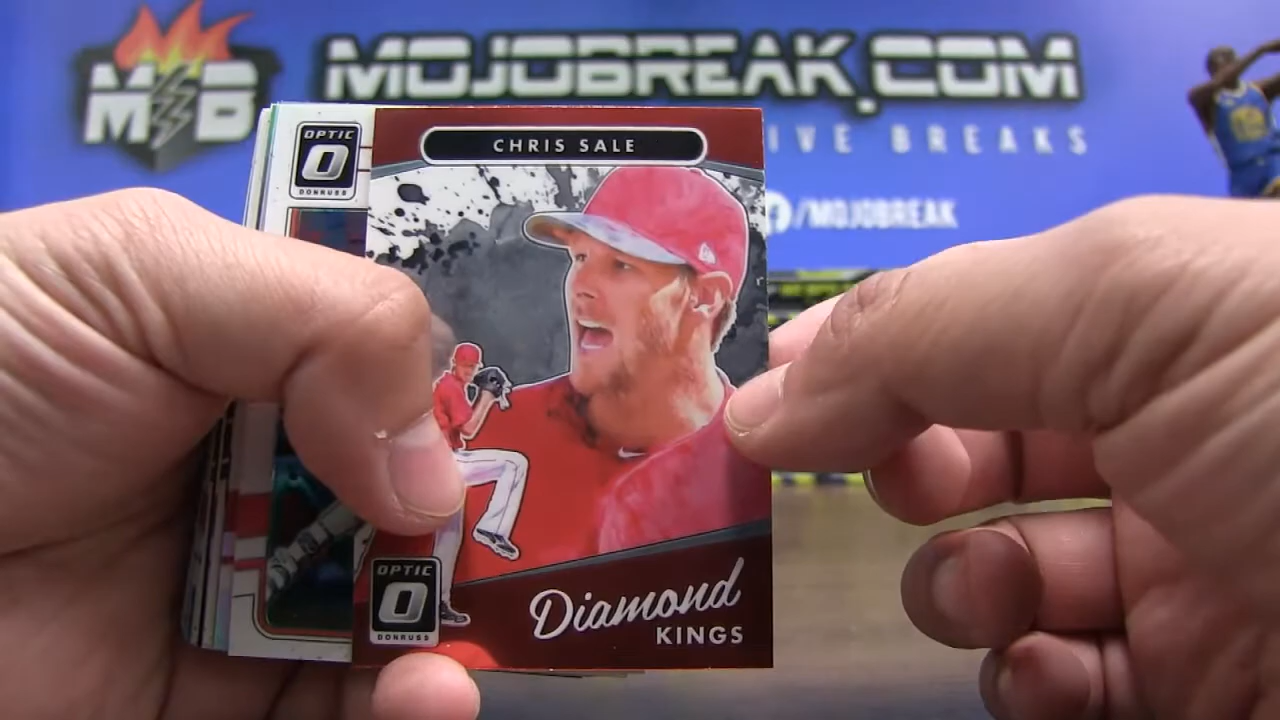 MOJOBREAK.COM
M B
IVE BREAKS
/MOJOBREAK
OPTIC
DONRUSS
CHRIS SALE
OPTIC
DONRUSS
Diamond
KINGS